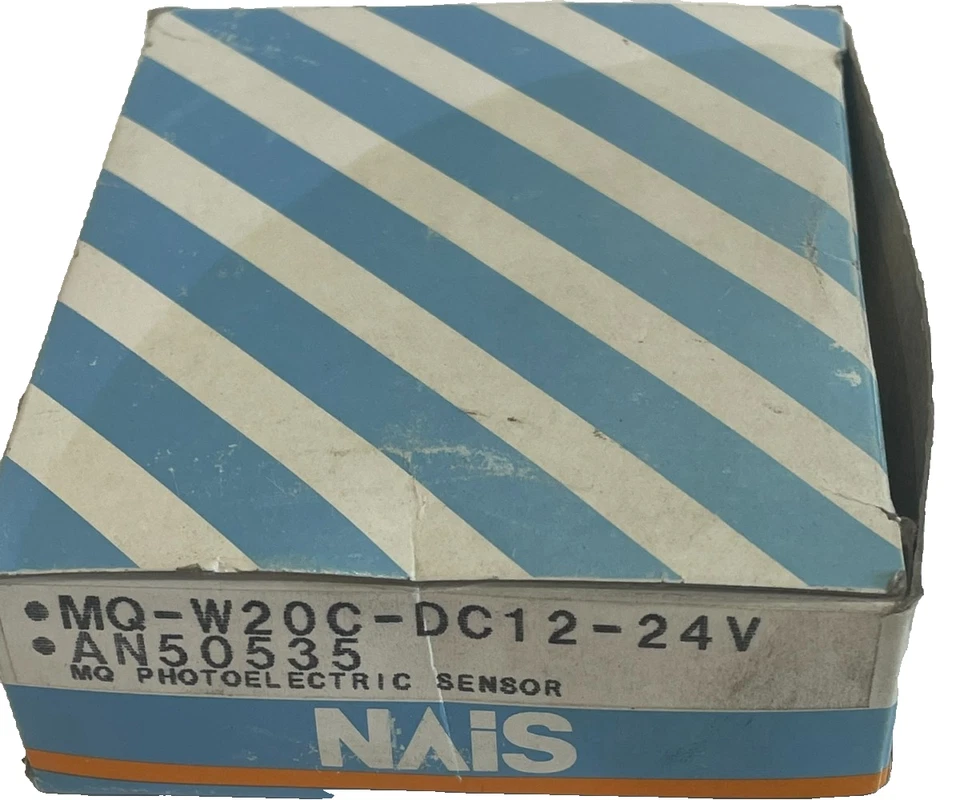 •MQ-W20C-DC12-24V
•AN50535
MQ PHOTOELECTRIC SENSOR
NAiS